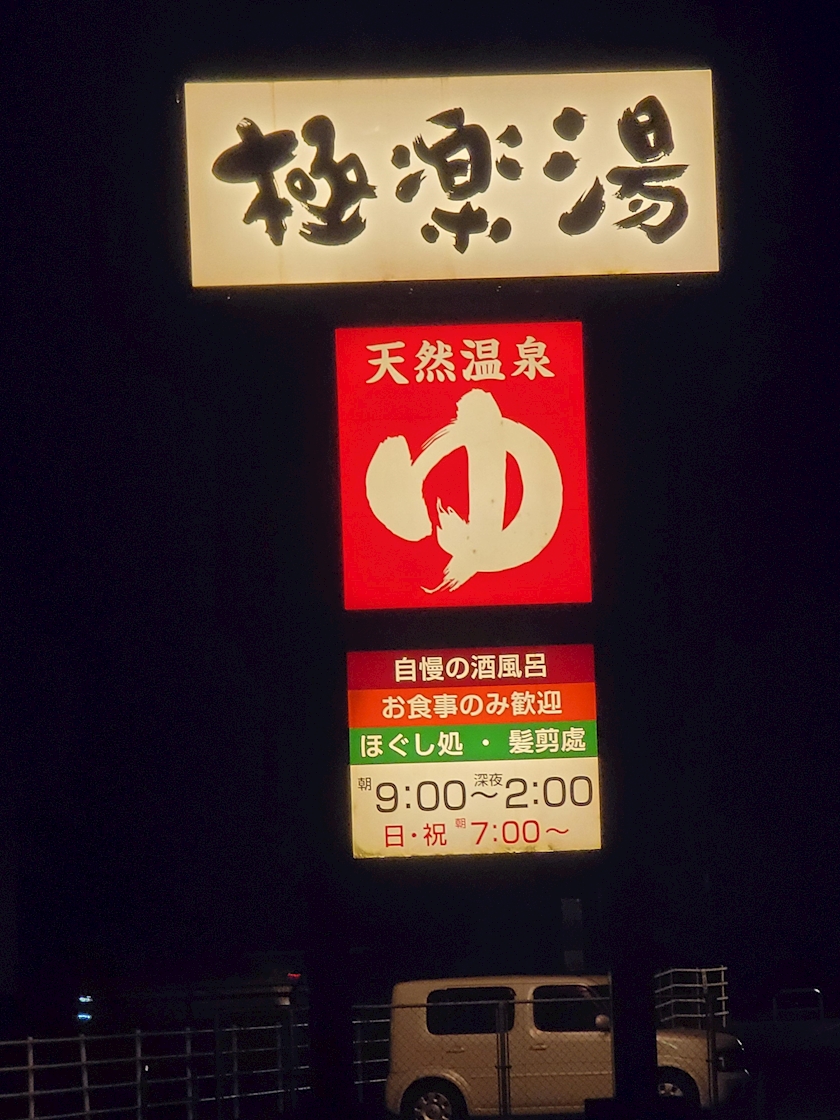 極楽湯
天然温泉
ゆ
自慢の酒風呂
お食事のみ歓迎
ほぐし処・髪剪處
朝9:00～深夜2:00
日・祝 朝7:00～